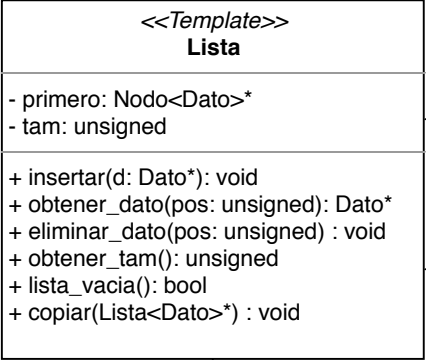 <<Template>>
Lista
- primero: Nodo<Dato>*
- tam: unsigned
+ insertar(d: Dato*): void
+ obtener_dato(pos: unsigned): Dato*
+ eliminar_dato(pos: unsigned) : void
+ obtener_tam(): unsigned
+ lista_vacia(): bool
+ copiar(Lista<Dato>*) : void